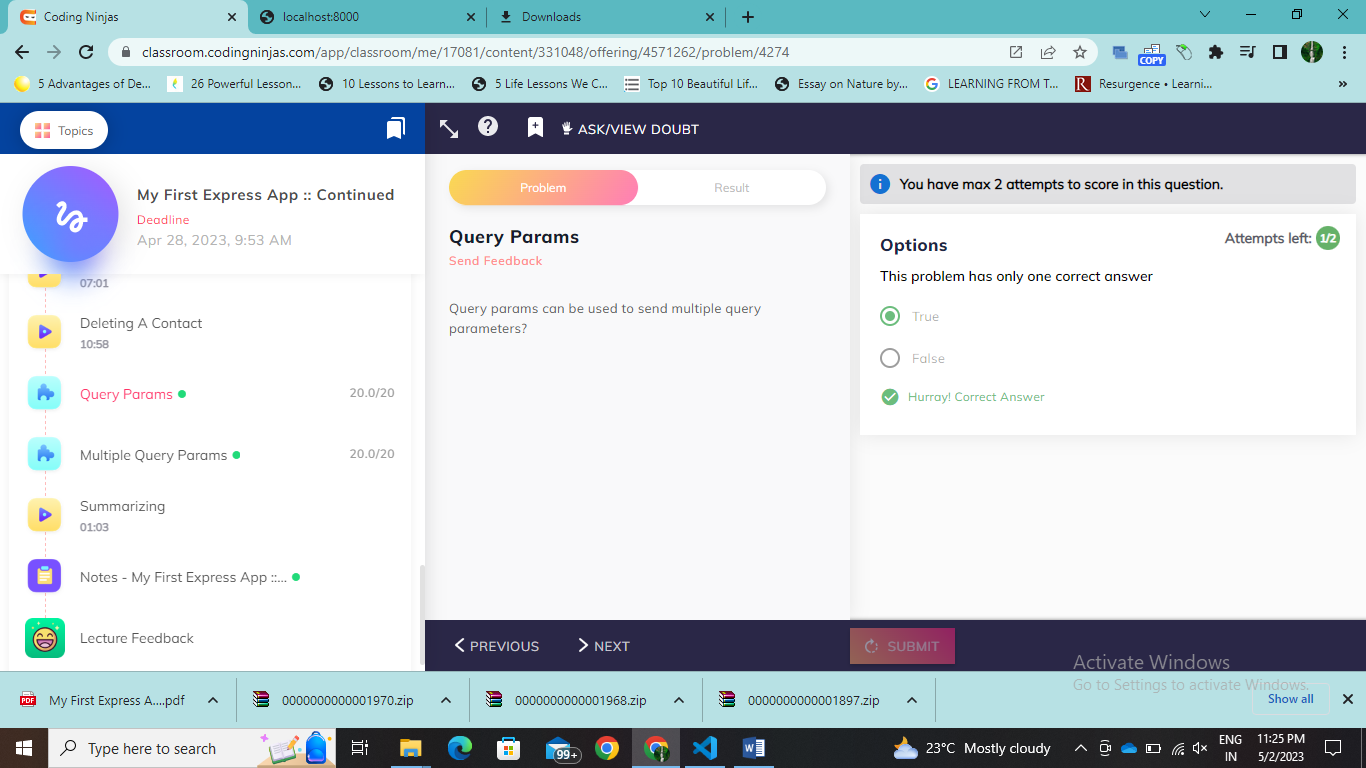 Coding Ninjas
localhost:8000
Downloads
classroom.codingninjas.com/app/classroom/me/17081/content/331048/offering/4571262/problem/4274
COPY
5 Advantages of De...
26 Powerful Lesson...
10 Lessons to Learn...
5 Life Lessons We C...
Top 10 Beautiful Lif...
Essay on Nature by...
LEARNING FROM T...
Resurgence • Learni...
Topics
ASK/VIEW DOUBT
My First Express App :: Continued
Deadline
Apr 28, 2023, 9:53 AM
07:01
Deleting A Contact
10:58
Query Params
20.0/20
Multiple Query Params
20.0/20
Summarizing
01:03
Notes - My First Express App ::...
Lecture Feedback
Problem
Result
Query Params
Send Feedback
Query params can be used to send multiple query
parameters?
You have max 2 attempts to score in this question.
Options
Attempts left: 1/2
This problem has only one correct answer
True
False
Hurray! Correct Answer
PREVIOUS
NEXT
SUBMIT
Activate Windows
Go to Settings to activate Windows.
My First Express A....pdf
0000000000001970.zip
0000000000001968.zip
0000000000001897.zip
Show all
Type here to search
99+
23°C Mostly cloudy
ENG
IN
11:25 PM
5/2/2023